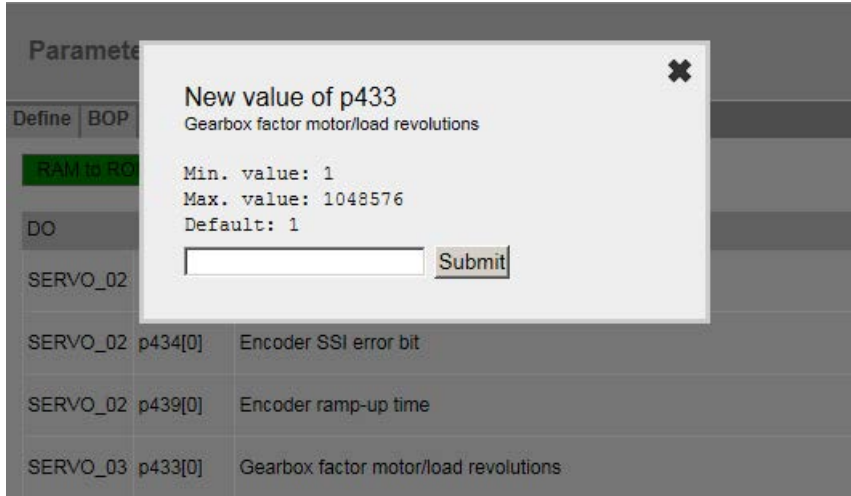 Paramete
New value of p433
Gearbox factor motor/load revolutions
Define BOP
Min. value: 1
RAM to RO
Max. value: 1048576
Default: 1
DO
Submit
SERVO_02
SERVO_02 p434[0] Encoder SSI error bit
SERVO_02 p439[0] Encoder ramp-up time
SERVO_03 p433[0] Gearbox factor motor/load revolutions